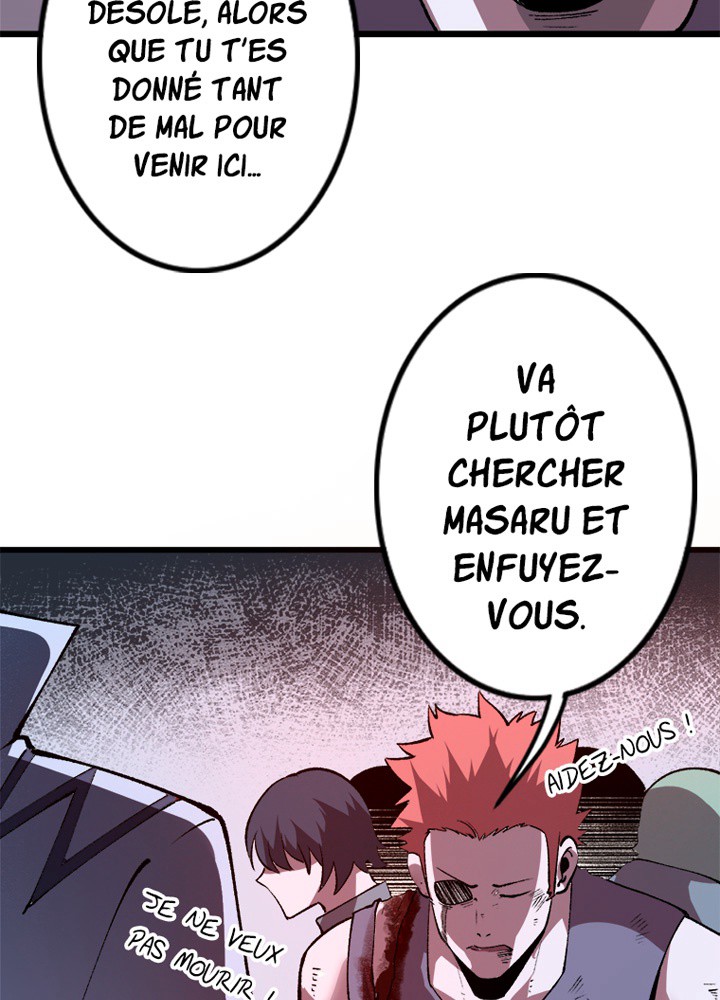 DÉSOLÉ, ALORS
QUE TU T'ES
DONNÉ TANT
DE MAL POUR
VENIR ICI...
VA
PLUTÔT
CHERCHER
MASARU ET
ENFUYEZ-
VOUS.
AIDEZ-NOUS !
JE NE VEUX
PAS MOURIR !